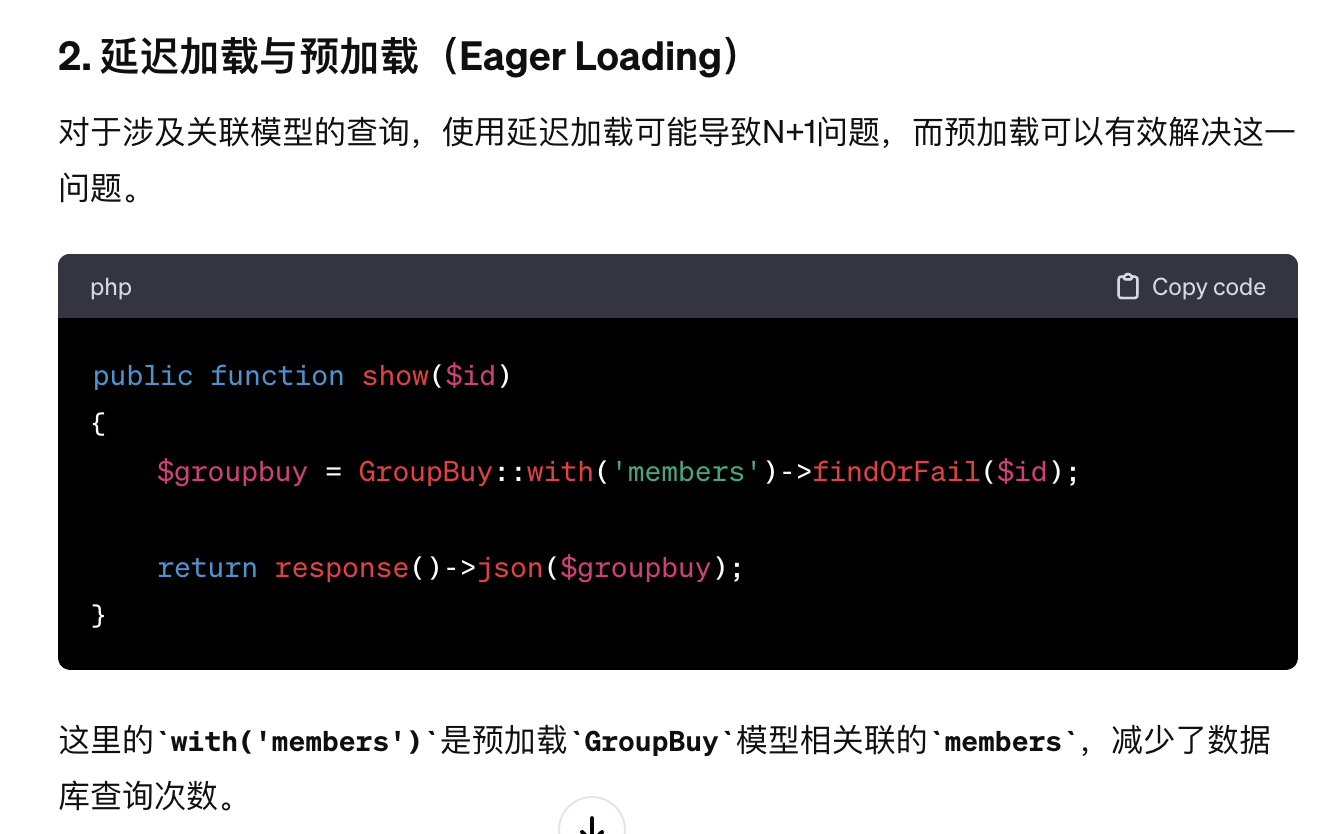 2. 延迟加载与预加载（Eager Loading）
对于涉及关联模型的查询，使用延迟加载可能导致N+1问题，而预加载可以有效解决这一
问题。
php
Copy code
public function show($id)
{
    $groupbuy = GroupBuy::with('members')->findOrFail($id);
    return response()->json($groupbuy);
}
这里的`with('members')`是预加载`GroupBuy`模型相关联的`members`，减少了数据
库查询次数。